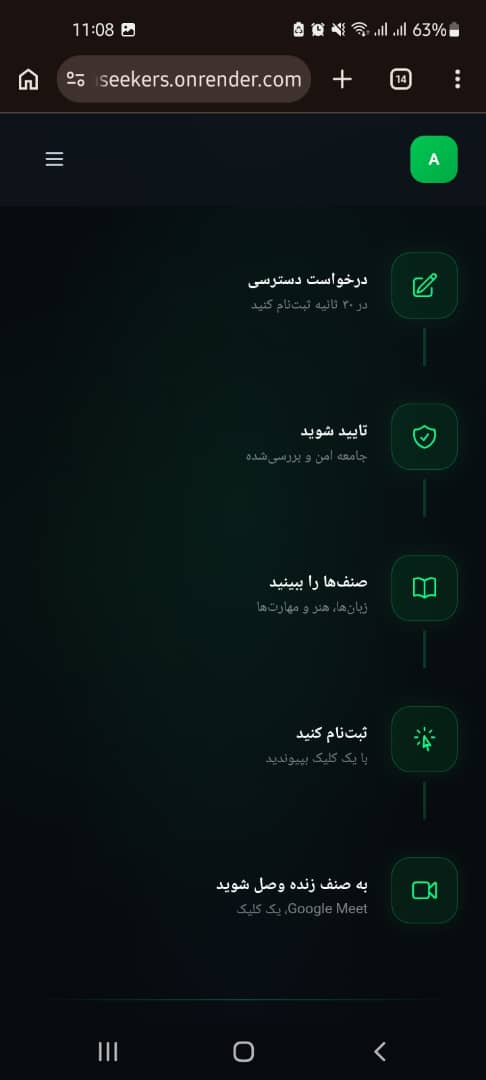 11:08
63%
seekers.onrender.com
14
A
درخواست دسترسی
در ۳۰ ثانیه ثبت‌نام کنید
تایید شوید
جامعه امن و بررسی‌شده
صنف‌ها را ببینید
زبان‌ها، هنر و مهارت‌ها
ثبت‌نام کنید
با یک کلیک بپیوندید
به صنف زنده وصل شوید
Google Meet، یک کلیک